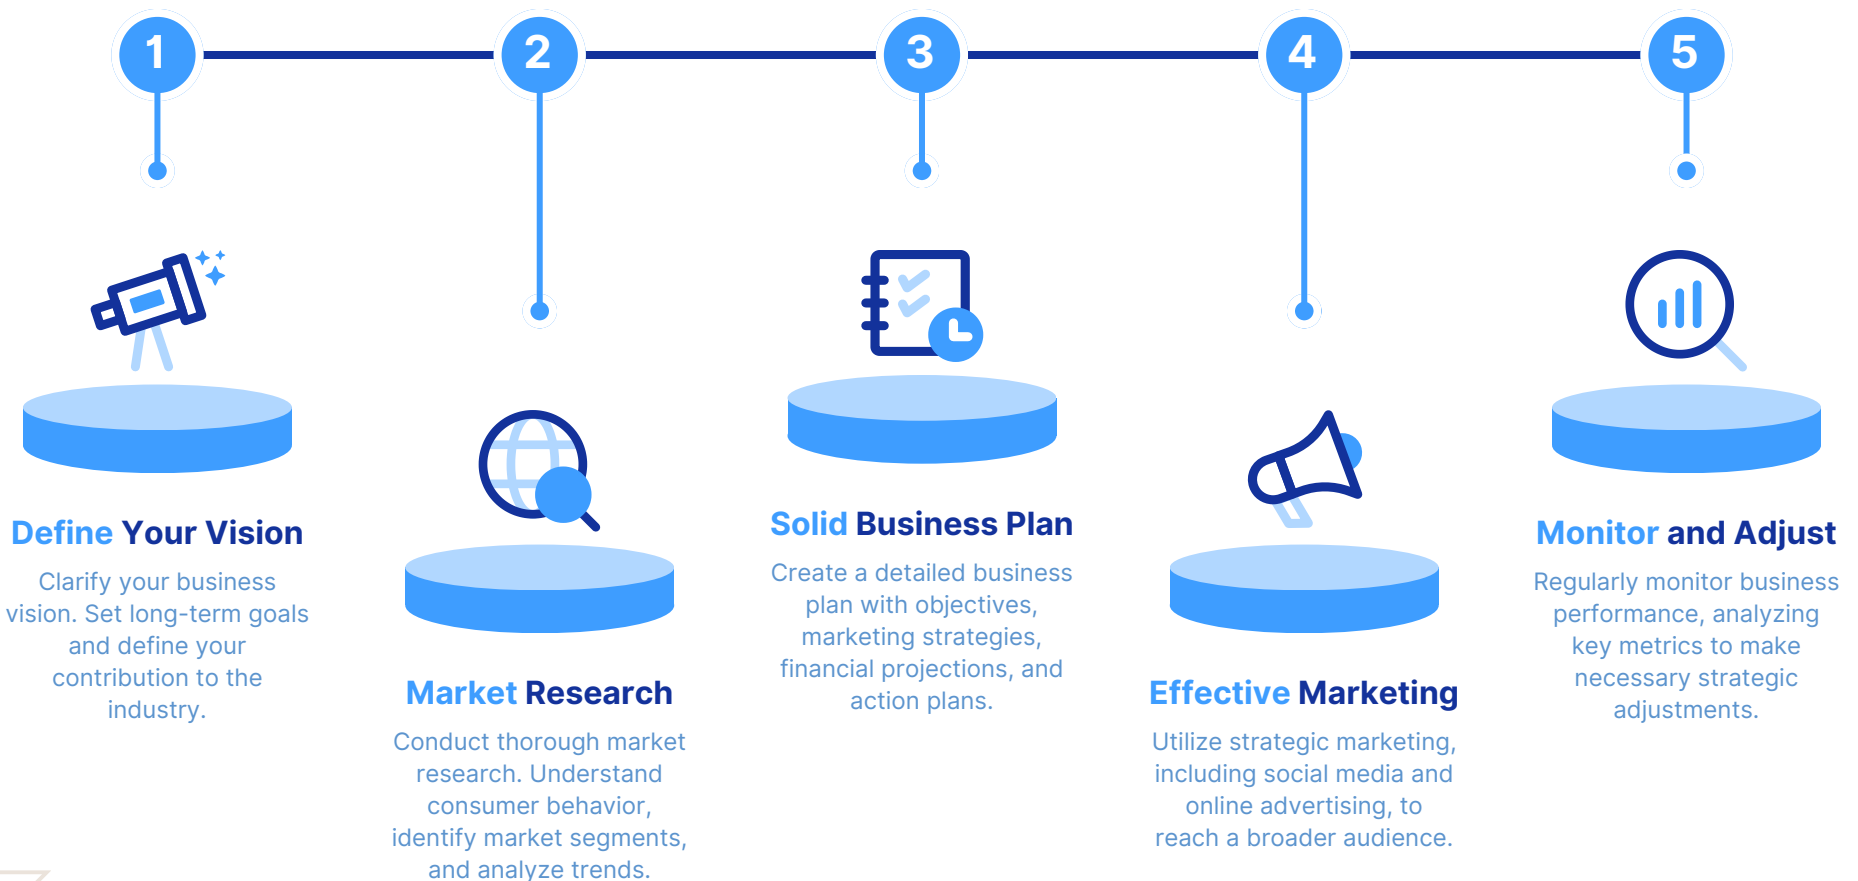 1
2
3
4
5
Define Your Vision
Clarify your business
vision. Set long-term goals
and define your
contribution to the
industry.
Market Research
Conduct thorough market
research. Understand
consumer behavior,
identify market segments,
and analyze trends.
Solid Business Plan
Create a detailed business
plan with objectives,
marketing strategies,
financial projections, and
action plans.
Effective Marketing
Utilize strategic marketing,
including social media and
online advertising, to
reach a broader audience.
Monitor and Adjust
Regularly monitor business
performance, analyzing
key metrics to make
necessary strategic
adjustments.